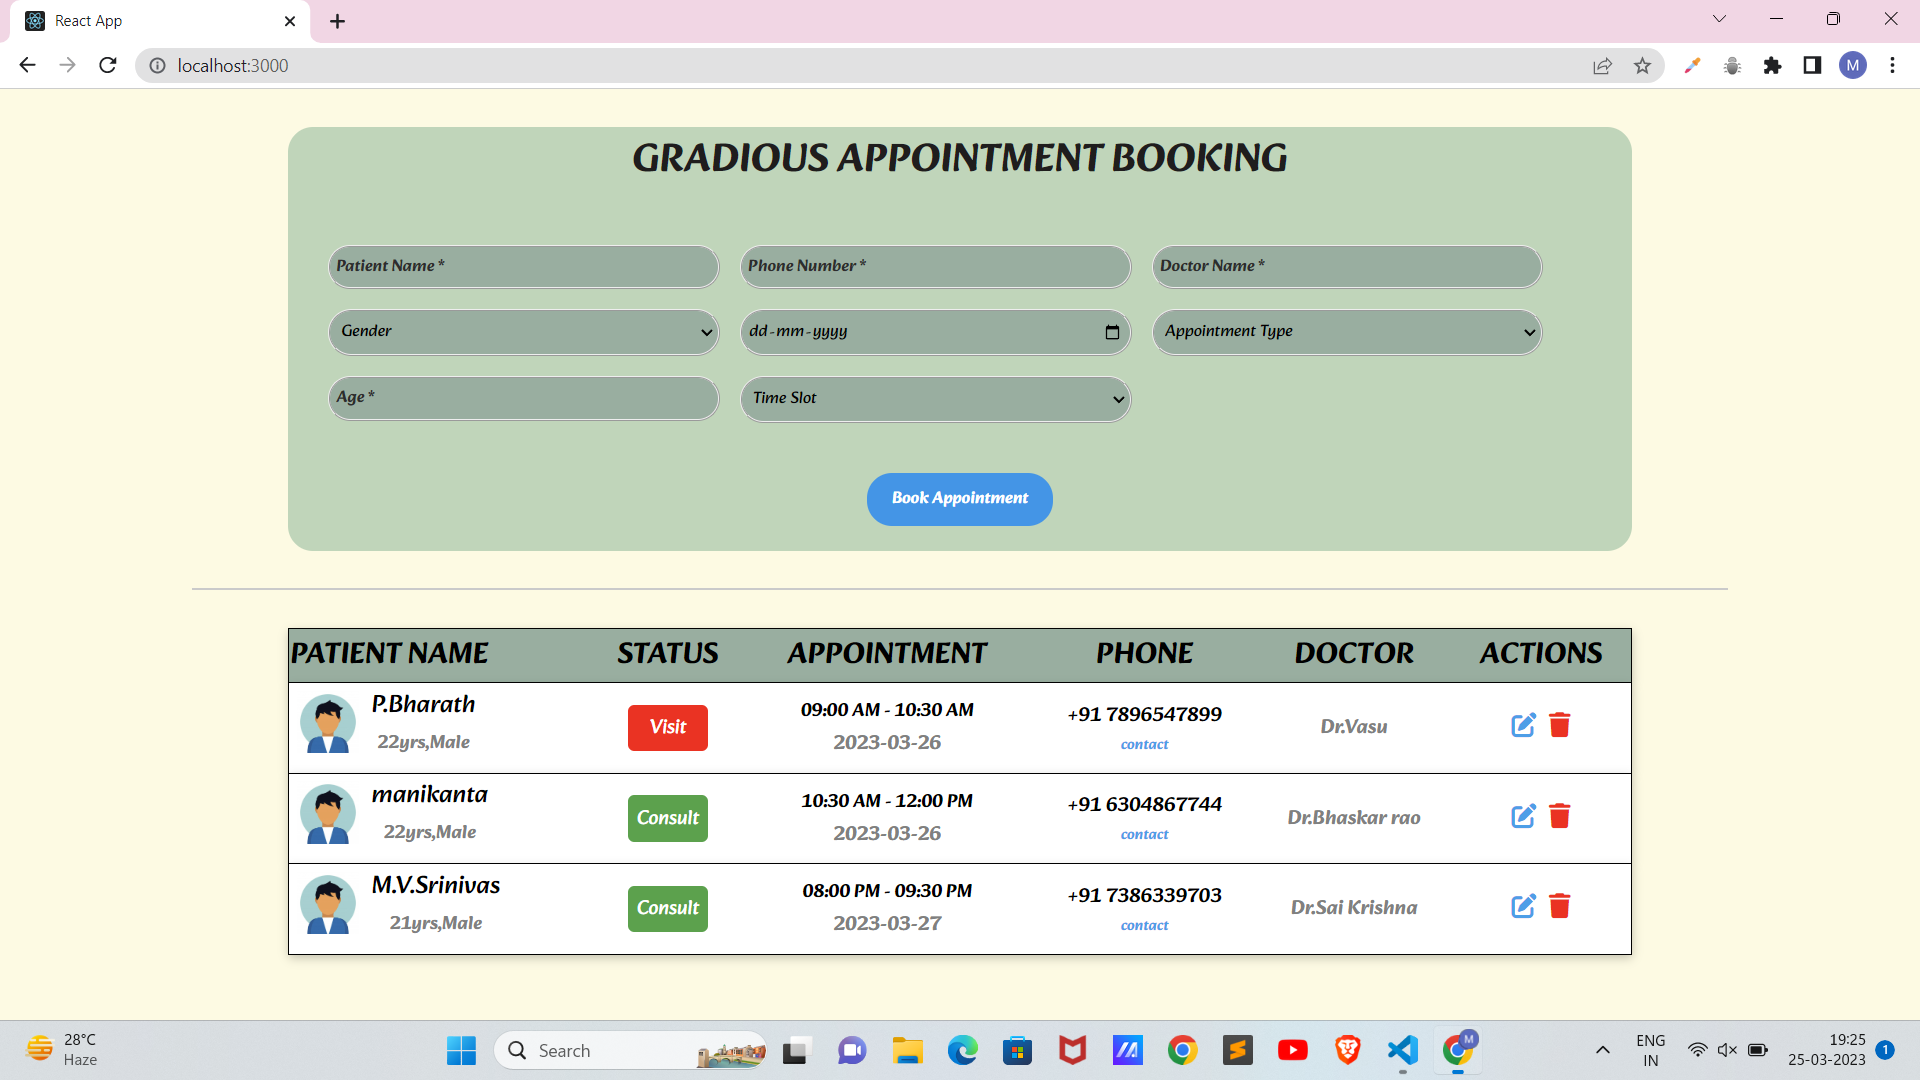 React App
localhost:3000
M
GRADIOUS APPOINTMENT BOOKING
Patient Name * Phone Number * Doctor Name *
Gender dd-mm-yyyy Appointment Type
Age * Time Slot
Book Appointment
PATIENT NAME STATUS APPOINTMENT PHONE DOCTOR ACTIONS
P.Bharath
22yrs,Male
Visit
09:00 AM - 10:30 AM
2023-03-26
+91 7896547899
contact
Dr.Vasu
manikanta
22yrs,Male
Consult
10:30 AM - 12:00 PM
2023-03-26
+91 6304867744
contact
Dr.Bhaskar rao
M.V.Srinivas
21yrs,Male
Consult
08:00 PM - 09:30 PM
2023-03-27
+91 7386339703
contact
Dr.Sai Krishna
28°C
Haze
Search
M
ENG
IN
19:25
25-03-2023
1